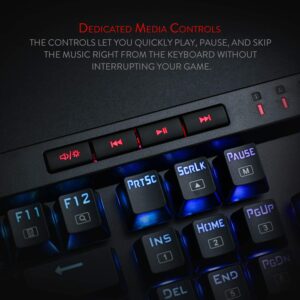 Dedicated Media Controls
THE CONTROLS LET YOU QUICKLY PLAY, PAUSE, AND SKIP
THE MUSIC RIGHT FROM THE KEYBOARD WITHOUT
INTERRUPTING YOUR GAME.
PrtSc ScrLk Pause
M
F11 F12
Ins Home PgUp
Del End PgDn